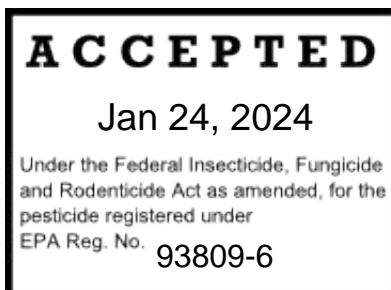 ACCEPTED
Jan 24, 2024
Under the Federal Insecticide, Fungicide
and Rodenticide Act as amended, for the
pesticide registered under
EPA Reg. No. 93809-6